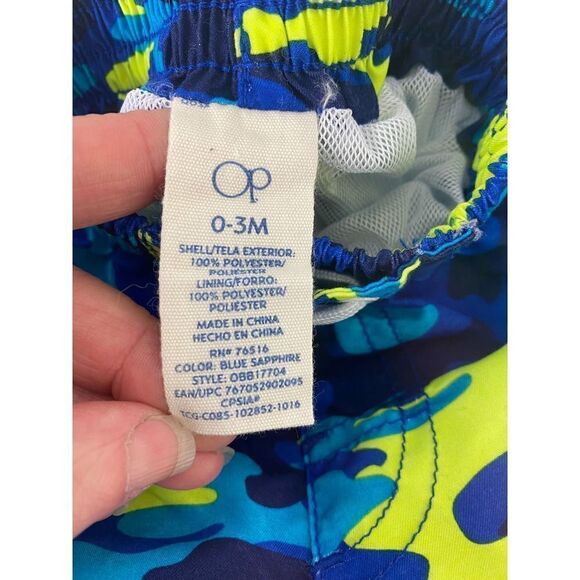 Op
0-3M
SHELL/TELA EXTERIOR:
100% POLYESTER/
POLIESTER
LINING/FORRO:
100% POLYESTER/
POLIESTER
MADE IN CHINA
HECHO EN CHINA
RN# 76516
COLOR: BLUE SAPPHIRE
STYLE: OBB17704
EAN/UPC 767052902095
CPSIA#
TCG-C085-102852-1016